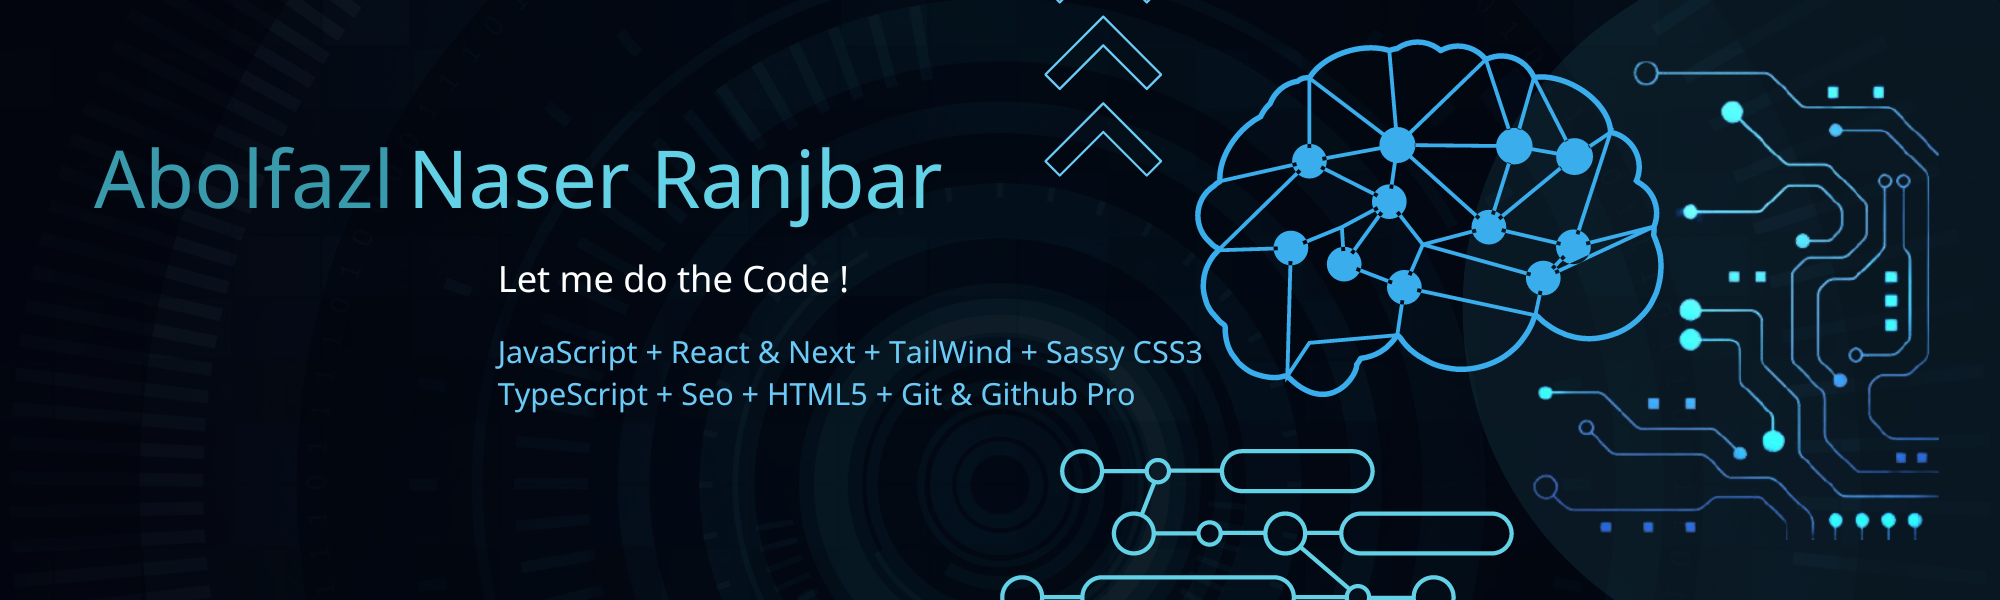 Abolfazl Naser Ranjbar
Let me do the Code !
JavaScript + React & Next + TailWind + Sassy CSS3
TypeScript + Seo + HTML5 + Git & Github Pro